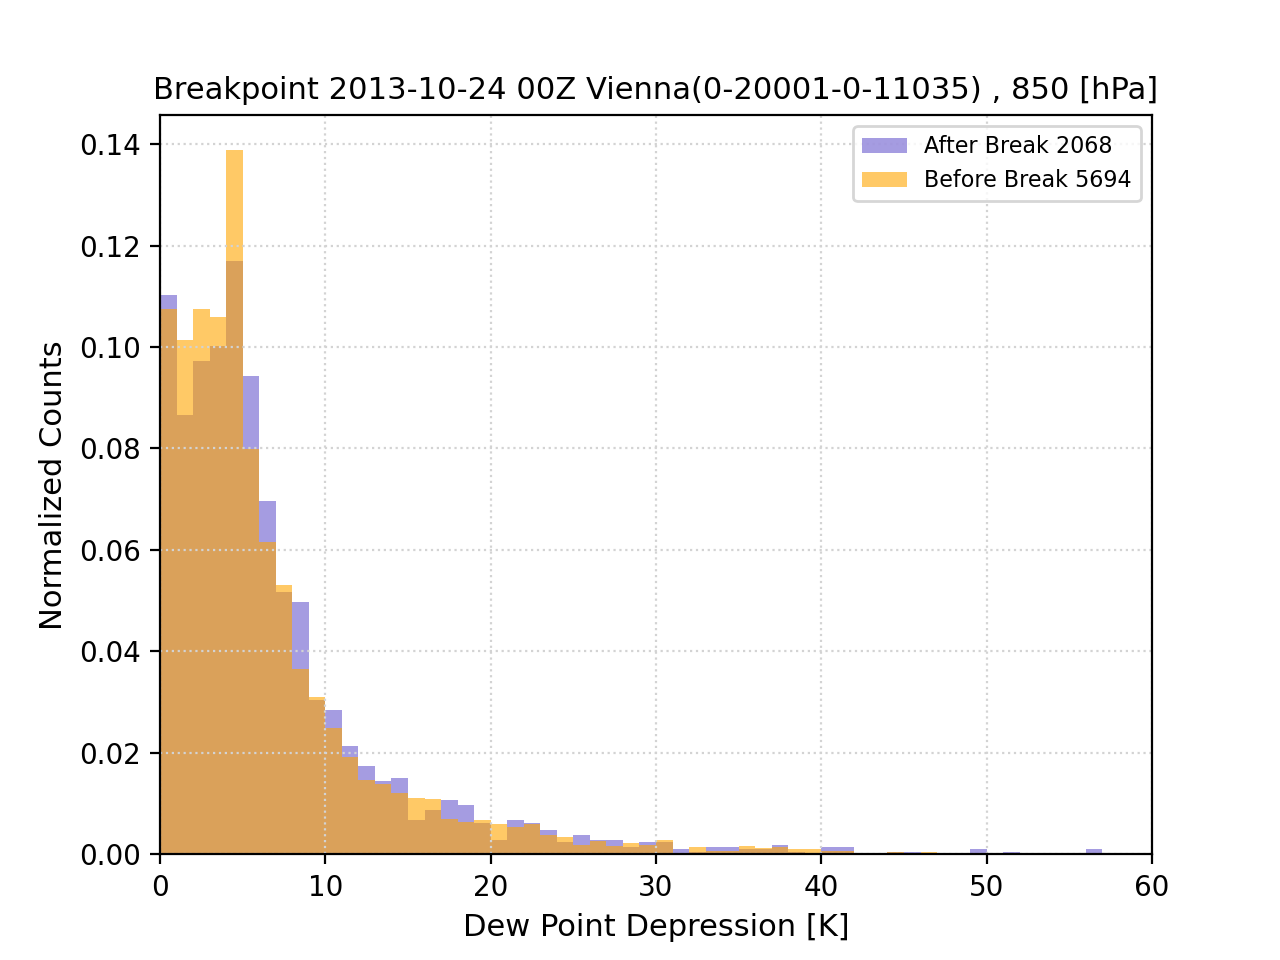 Breakpoint 2013-10-24 00Z Vienna(0-20001-0-11035) , 850 [hPa]
After Break 2068
Before Break 5694
Normalized Counts
0.14
0.12
0.10
0.08
0.06
0.04
0.02
0.00
0 10 20 30 40 50 60
Dew Point Depression [K]